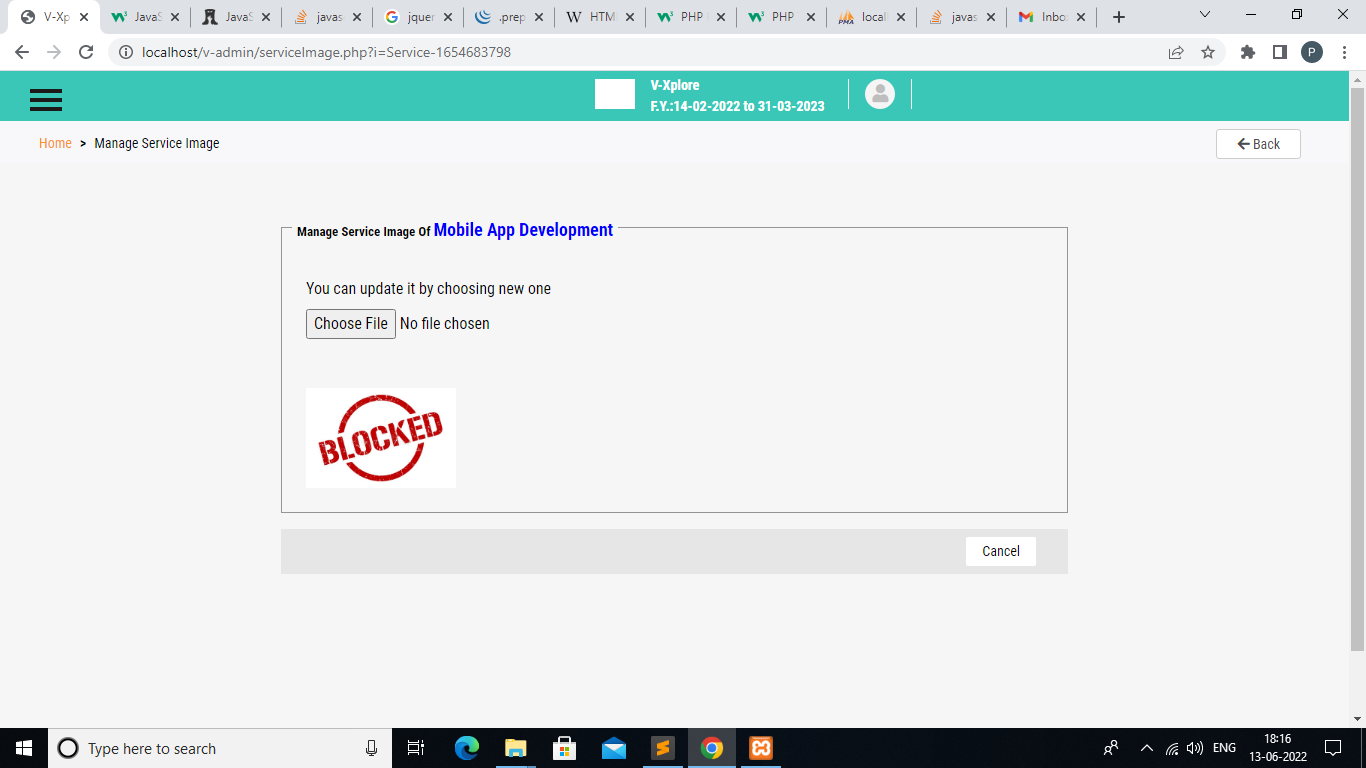 V-Xp
JavaS
JavaS
javas
jquer
.prep
HTM
PHP
PHP
local
javas
Inbo
localhost/v-admin/serviceImage.php?i=Service-1654683798
P
V-Xplore
F.Y.:14-02-2022 to 31-03-2023
Home > Manage Service Image
Back
Manage Service Image Of Mobile App Development
You can update it by choosing new one
Choose File No file chosen
BLOCKED
Cancel
Type here to search
ENG
18:16
13-06-2022